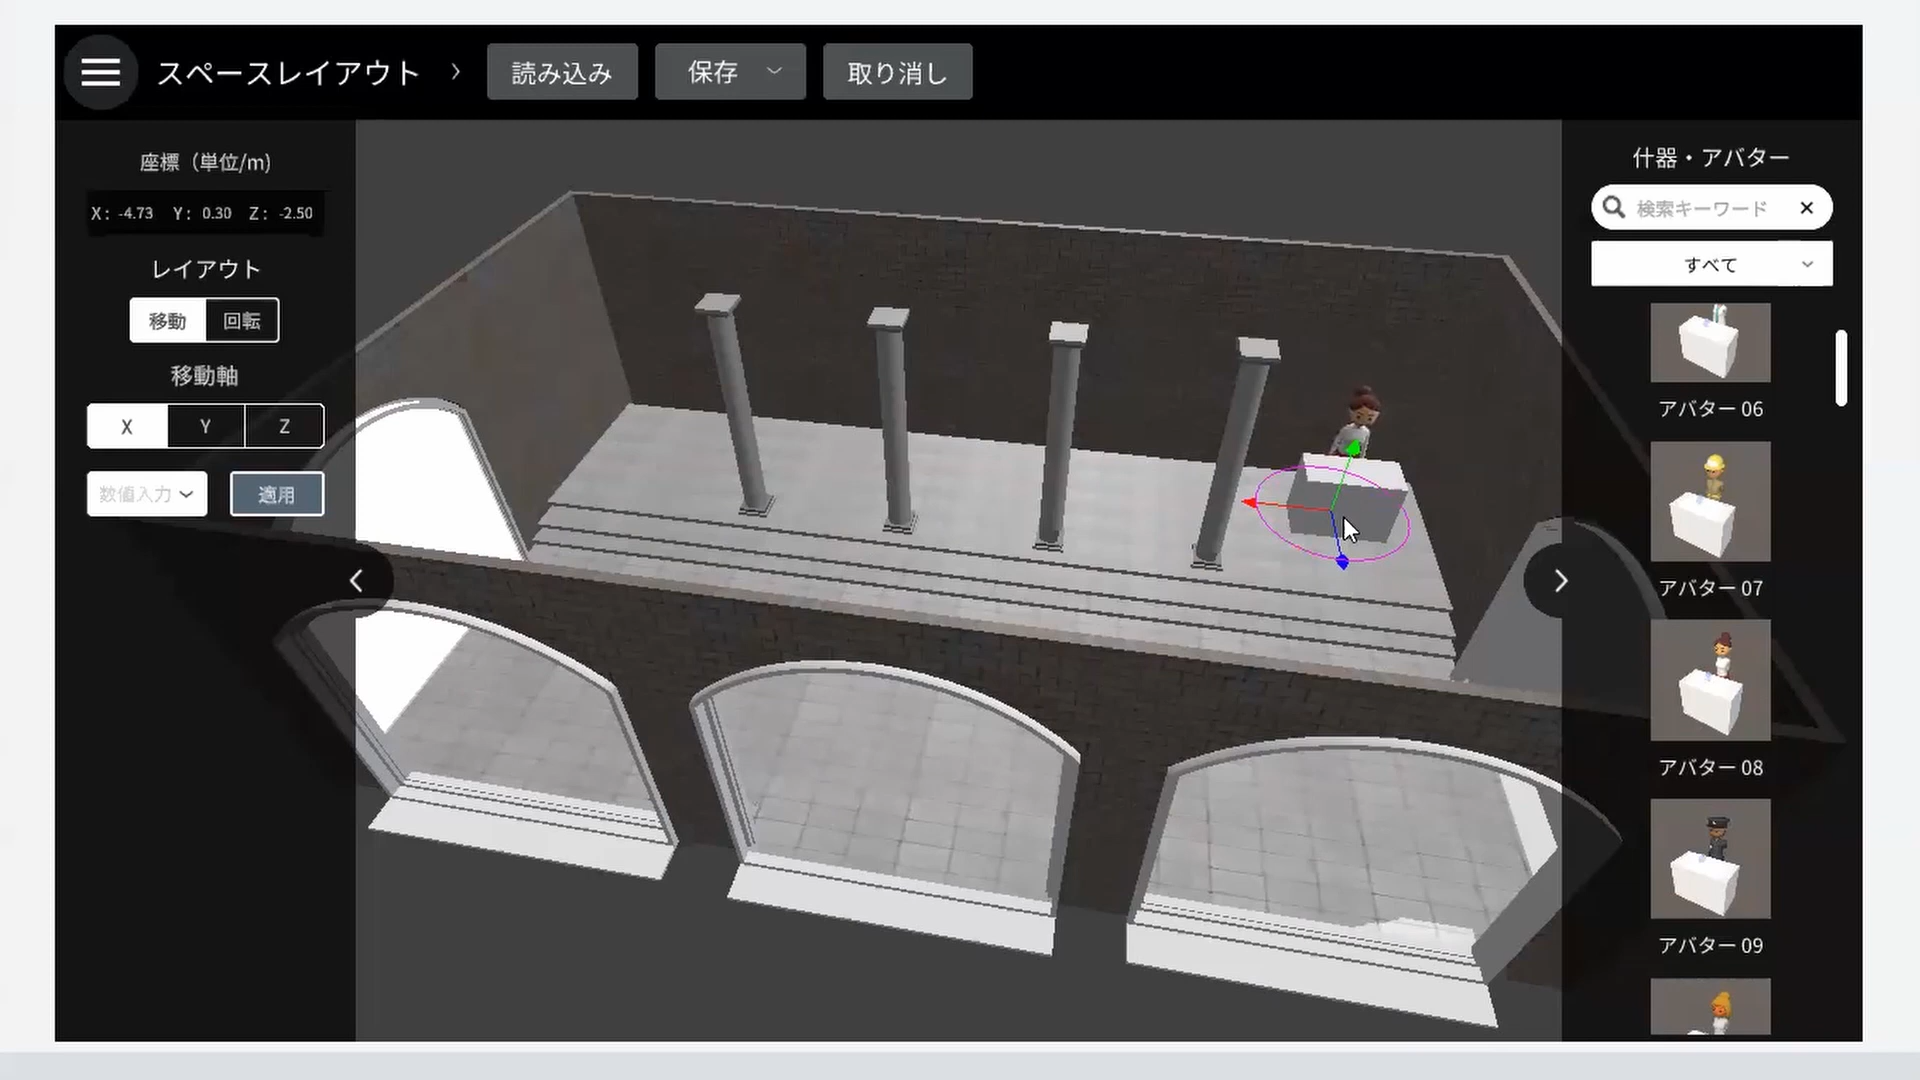 スペースレイアウト › 読み込み 保存 取り消し
座標（単位/m）
X: -4.73 Y: 0.30 Z: -2.50
レイアウト
移動 回転
移動軸
X Y Z
数値入力 適用
什器・アバター
検索キーワード ×
すべて
アバター 06
アバター 07
アバター 08
アバター 09